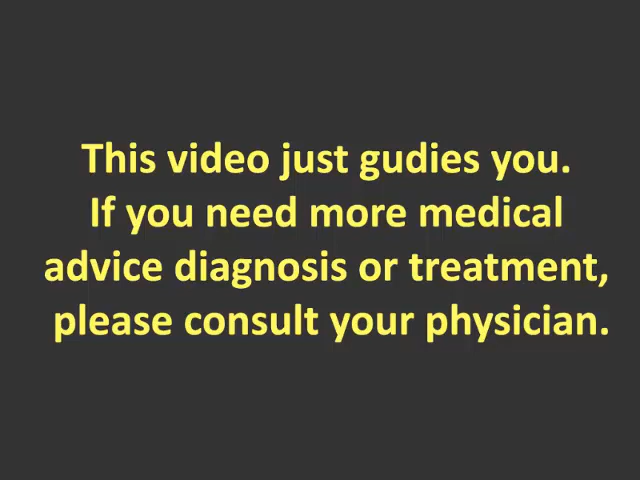 This video just gudies you.
If you need more medical
advice diagnosis or treatment,
please consult your physician.